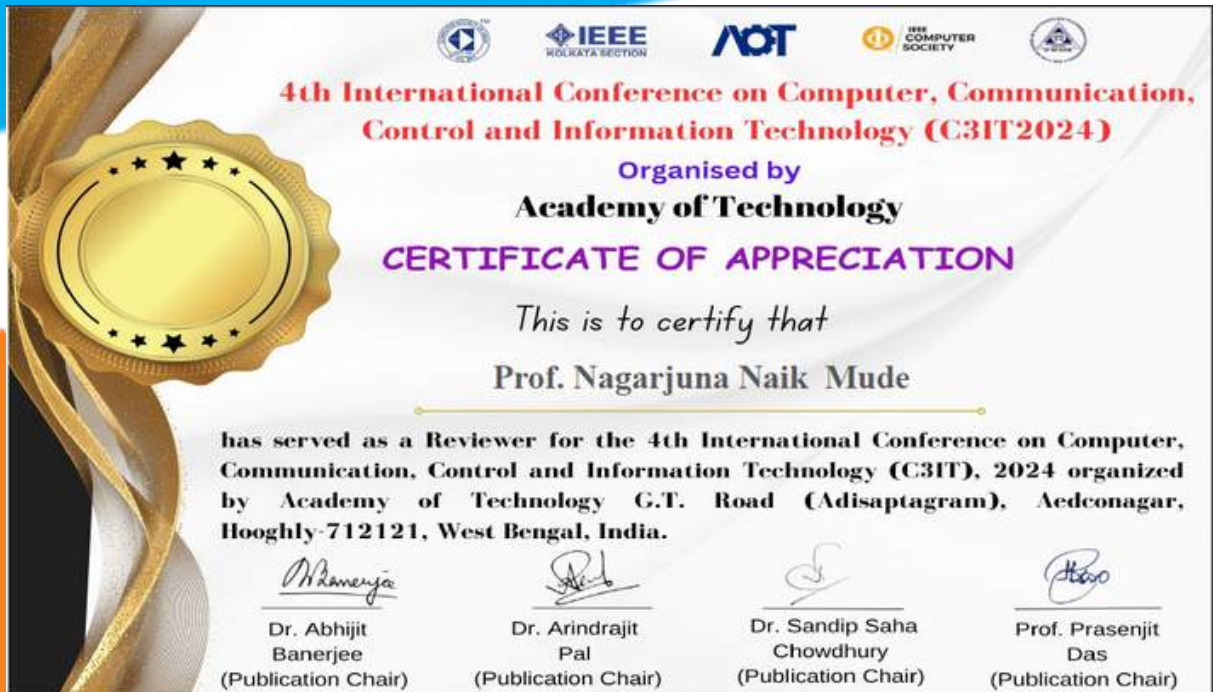 IEEE
KOLKATA SECTION
AOT
IEEE
COMPUTER
SOCIETY
4th International Conference on Computer, Communication,
Control and Information Technology (C3IT2024)
Organised by
Academy of Technology
CERTIFICATE OF APPRECIATION
This is to certify that
Prof. Nagarjuna Naik Mude
has served as a Reviewer for the 4th International Conference on Computer,
Communication, Control and Information Technology (C3IT), 2024 organized
by Academy of Technology G.T. Road (Adisaptagram), Aedconagar,
Hooghly-712121, West Bengal, India.
Dr. Abhijit
Banerjee
(Publication Chair)
Dr. Arindrajit
Pal
(Publication Chair)
Dr. Sandip Saha
Chowdhury
(Publication Chair)
Prof. Prasenjit
Das
(Publication Chair)